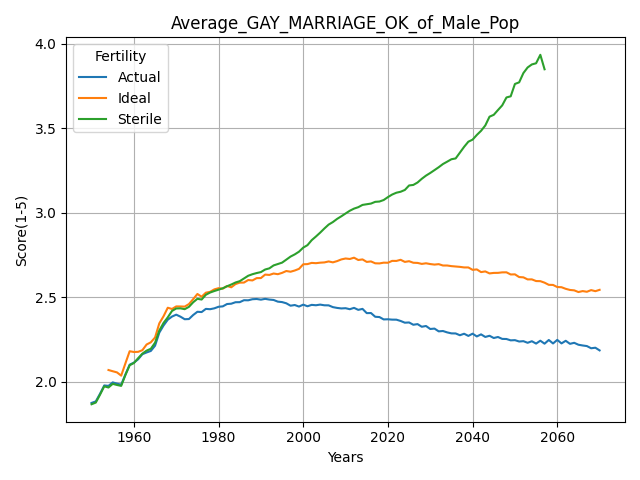 Average_GAY_MARRIAGE_OK_of_Male_Pop
Fertility
Actual
Ideal
Sterile
Score(1-5)
4.0
3.5
3.0
2.5
2.0
1960 1980 2000 2020 2040 2060
Years